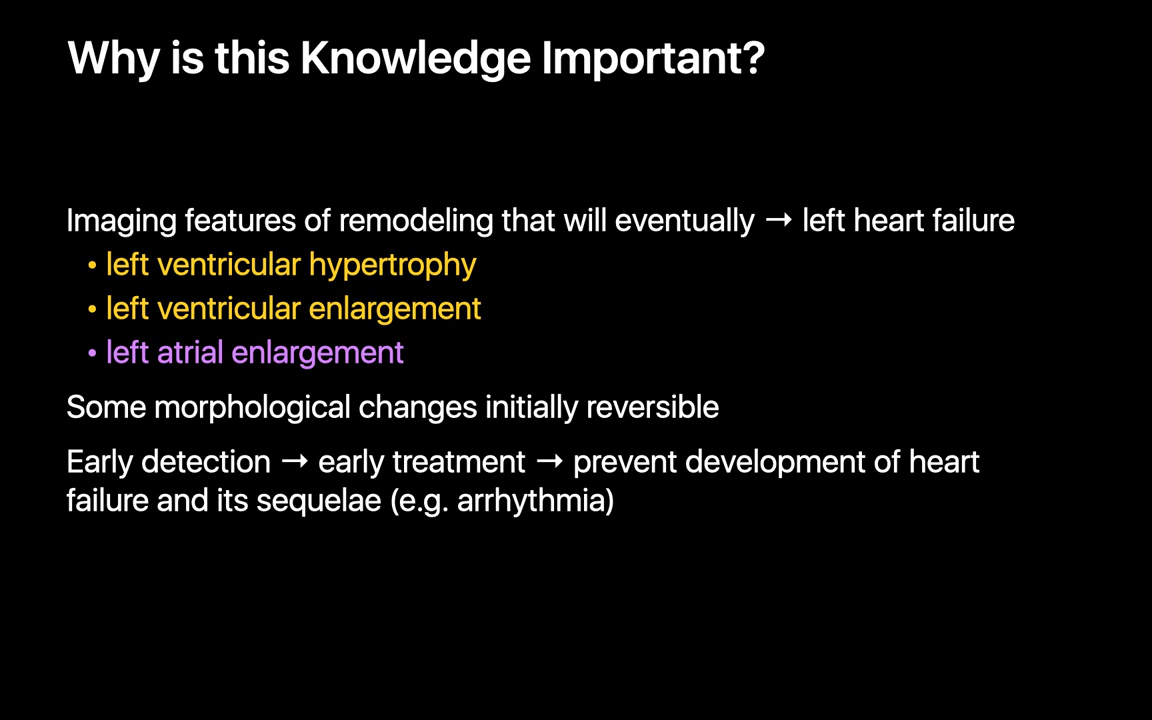 Why is this Knowledge Important?
Imaging features of remodeling that will eventually → left heart failure
• left ventricular hypertrophy
• left ventricular enlargement
• left atrial enlargement
Some morphological changes initially reversible
Early detection → early treatment → prevent development of heart
failure and its sequelae (e.g. arrhythmia)